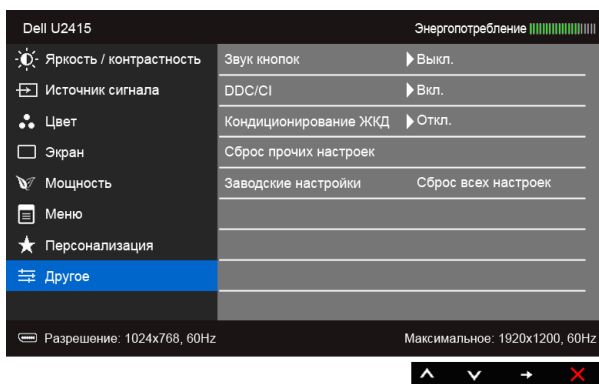 Dell U2415 Энергопотребление
Яркость / контрастность Звук кнопок Выкл.
Источник сигнала DDC/CI Вкл.
Цвет Кондиционирование ЖКД Откл.
Экран Сброс прочих настроек
Мощность Заводские настройки Сброс всех настроек
Меню
Персонализация
Другое
Разрешение: 1024x768, 60Hz Максимальное: 1920x1200, 60Hz